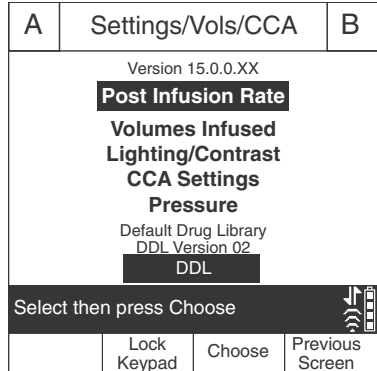 A Settings/Vols/CCA B
Version 15.0.0.XX
Post Infusion Rate
Volumes Infused
Lighting/Contrast
CCA Settings
Pressure
Default Drug Library
DDL Version 02
DDL
Select then press Choose
Lock Keypad
Choose
Previous Screen